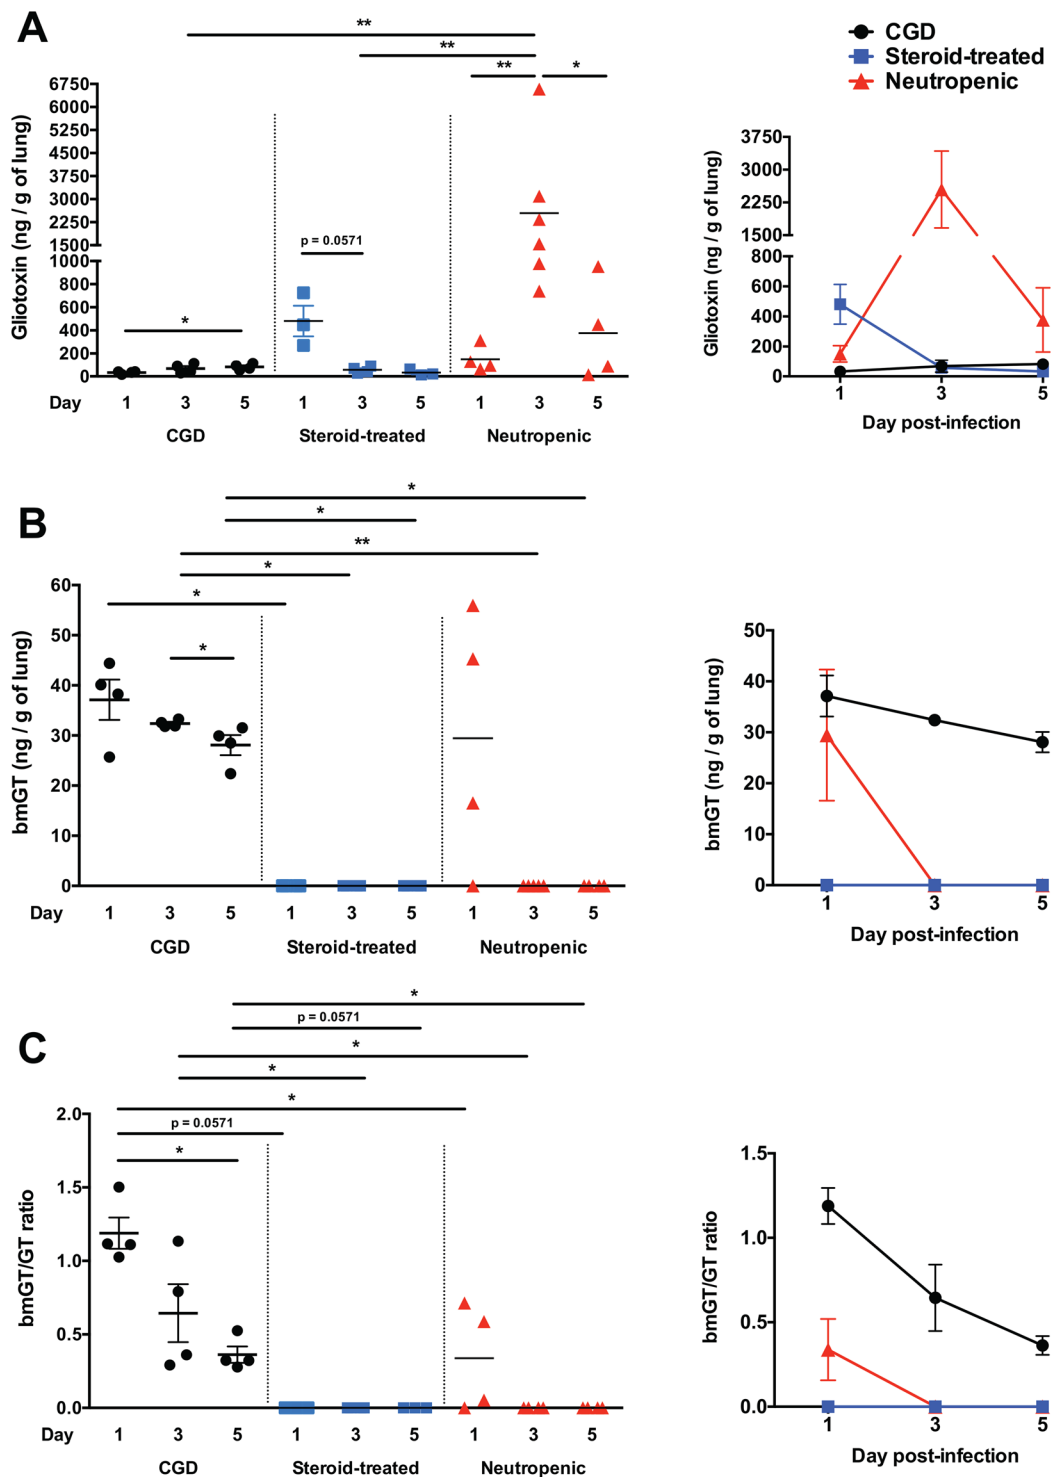 A
**
**
** *
6750
6000
5250
4500
3750
3000
2250
1500
1000
800
600
400
200
0
Gliotoxin (ng / g of lung)
p = 0.0571
*
Day 1 3 5 1 3 5 1 3 5
CGD Steroid-treated Neutropenic
CGD
Steroid-treated
Neutropenic
3750
3000
2250
1500
800
600
400
200
0
Gliotoxin (ng / g of lung)
1 3 5
Day post-infection
B
*
*
**
*
*
*
60
50
40
30
20
10
0
bmGT (ng / g of lung)
Day 1 3 5 1 3 5 1 3 5
CGD Steroid-treated Neutropenic
50
40
30
20
10
0
bmGT (ng / g of lung)
1 3 5
Day post-infection
C
*
p = 0.0571
*
*
*
p = 0.0571
*
2.0
1.5
1.0
0.5
0.0
bmGT/GT ratio
Day 1 3 5 1 3 5 1 3 5
CGD Steroid-treated Neutropenic
1.5
1.0
0.5
0.0
bmGT/GT ratio
1 3 5
Day post-infection